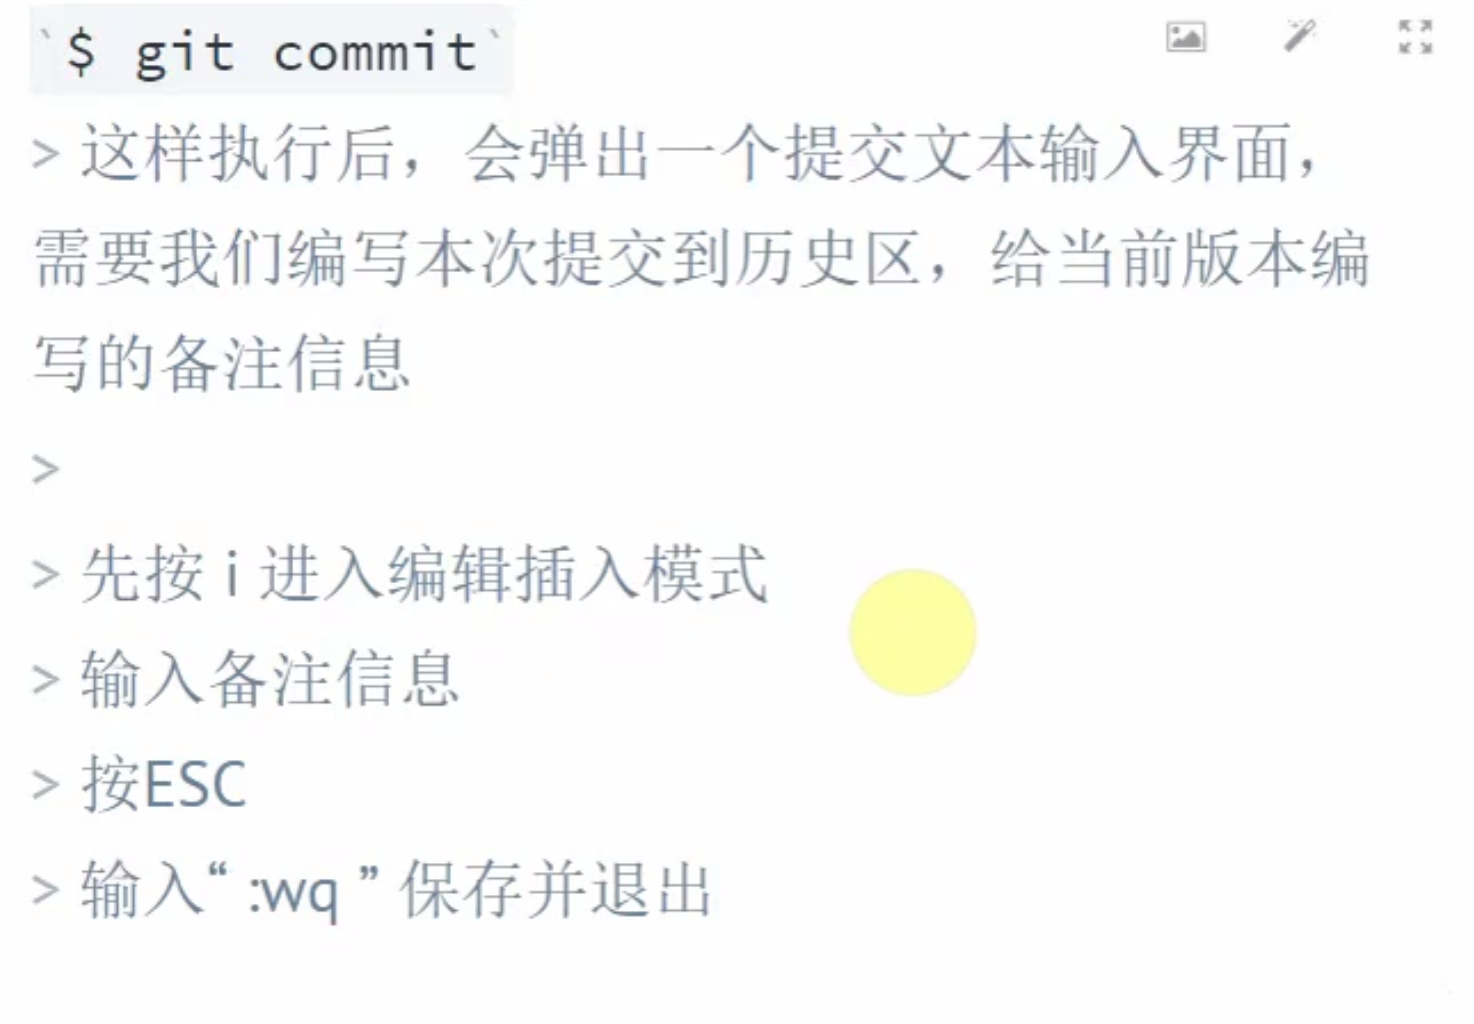 `$ git commit`
> 这样执行后，会弹出一个提交文本输入界面，
需要我们编写本次提交到历史区，给当前版本编
写的备注信息
>
> 先按 i 进入编辑插入模式
> 输入备注信息
> 按ESC
> 输入“ :wq ” 保存并退出